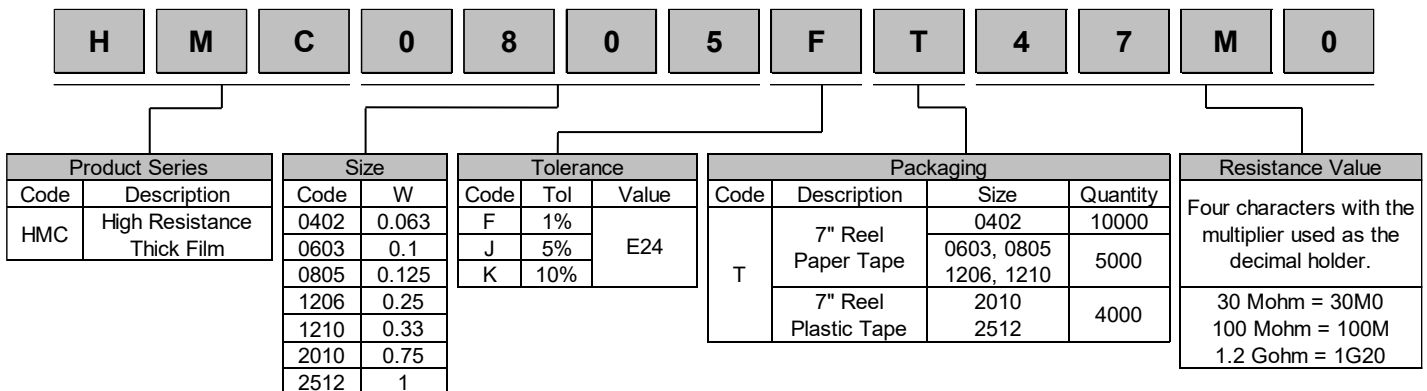 H M C 0 8 0 5 F T 4 7 M 0
Product Series
Code Description
HMC High Resistance
Thick Film
Size
Code W
0402 0.063
0603 0.1
0805 0.125
1206 0.25
1210 0.33
2010 0.75
2512 1
Tolerance
Code Tol Value
F 1%
J 5%
K 10%
E24
Packaging
Code Description Size Quantity
T
7" Reel
Paper Tape
0402 10000
0603, 0805
1206, 1210
5000
7" Reel
Plastic Tape
2010
2512
4000
Resistance Value
Four characters with the
multiplier used as the
decimal holder.
30 Mohm = 30M0
100 Mohm = 100M
1.2 Gohm = 1G20